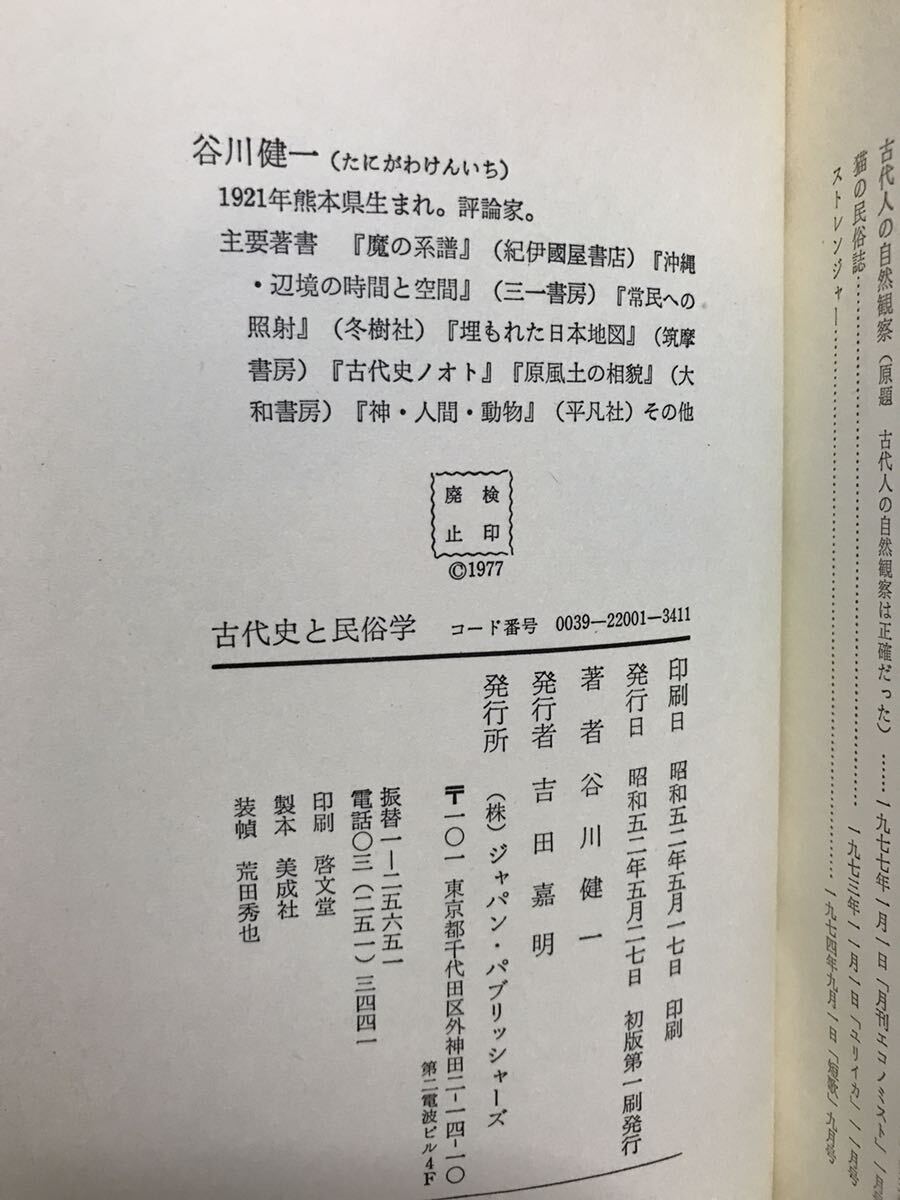 谷川健一（たにがわけんいち）
1921年熊本県生まれ。評論家。
主要著書　『魔の系譜』（紀伊國屋書店）『沖縄
・辺境の時間と空間』（三一書房）『常民への
照射』（冬樹社）『埋もれた日本地図』（筑摩
書房）『古代史ノオト』『原風土の相貌』（大
和書房）『神・人間・動物』（平凡社）その他
検印
廃止
©1977
古代史と民俗学　コード番号　0039—22001—3411
印刷日　昭和五二年五月一七日　印刷
発行日　昭和五二年五月二七日　初版第一刷発行
著者　谷川健一
発行者　吉田嘉明
発行所　（株）ジャパン・パブリッシャーズ
〒一〇一　東京都千代田区外神田二—一四—一〇
第二電波ビル4F
振替一—二五六五一
電話〇三（二五一）三四四一
印刷　啓文堂
製本　美成社
装幀　荒田秀也
古代人の自然観察（原題　古代人の自然観察は正確だった）……一九七七年一月一日「月刊エコノミスト」一月号
猫の民俗誌……一九七三年一一月一日「ユリイカ」一一月号
ストレンジャー……一九七四年九月一日「短歌」九月号